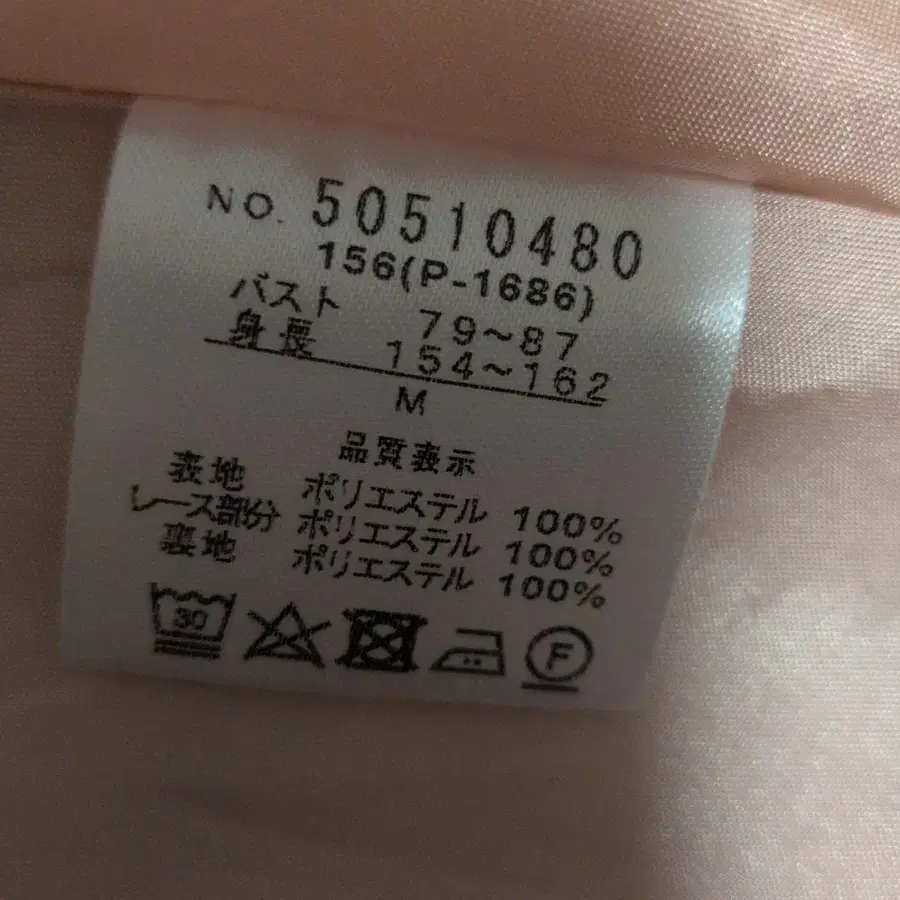 NO. 50510480
156(P-1686)
バスト 79~87
身長 154~162
M
品質表示
表地 ポリエステル 100%
レース部分 ポリエステル 100%
裏地 ポリエステル 100%
30 F